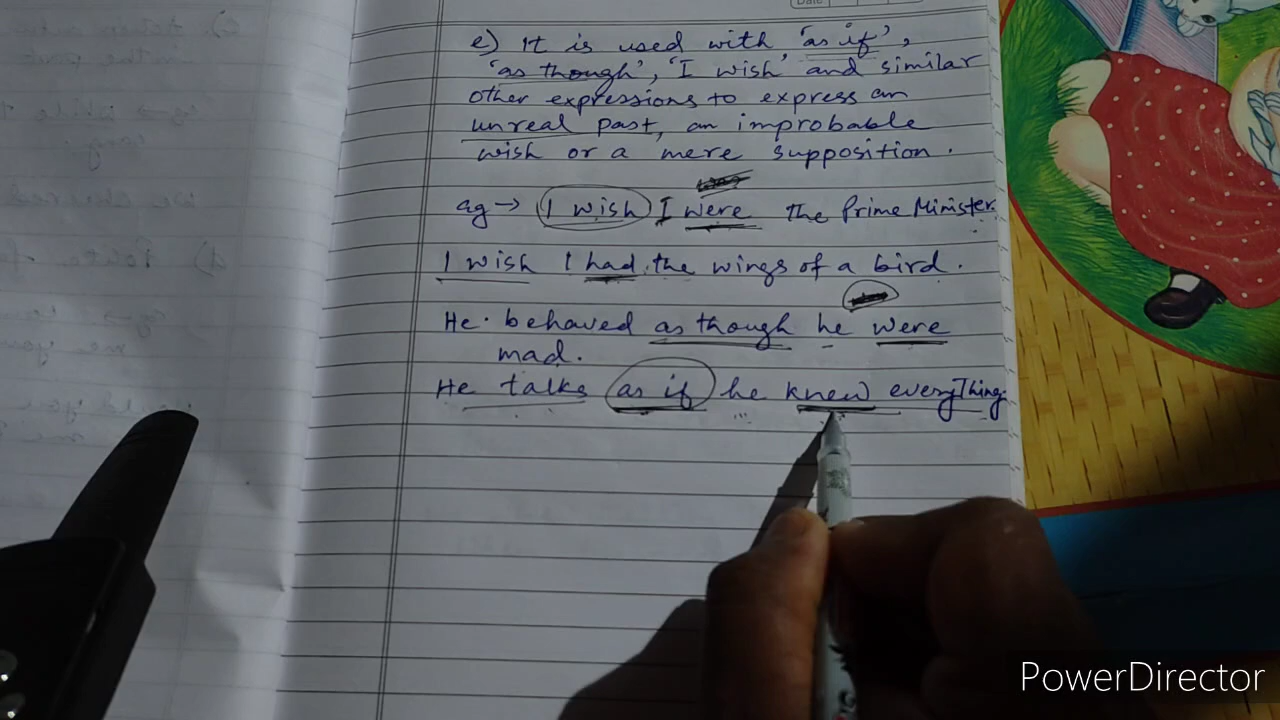 Date
e) It is used with 'as if',
'as though', 'I wish' and similar
other expressions to express an
unreal past, an improbable
wish or a mere supposition.
eg → I wish I were the Prime Minister.
I wish I had the wings of a bird.
He behaved as though he were
mad.
He talks as if he knew everything
PowerDirector